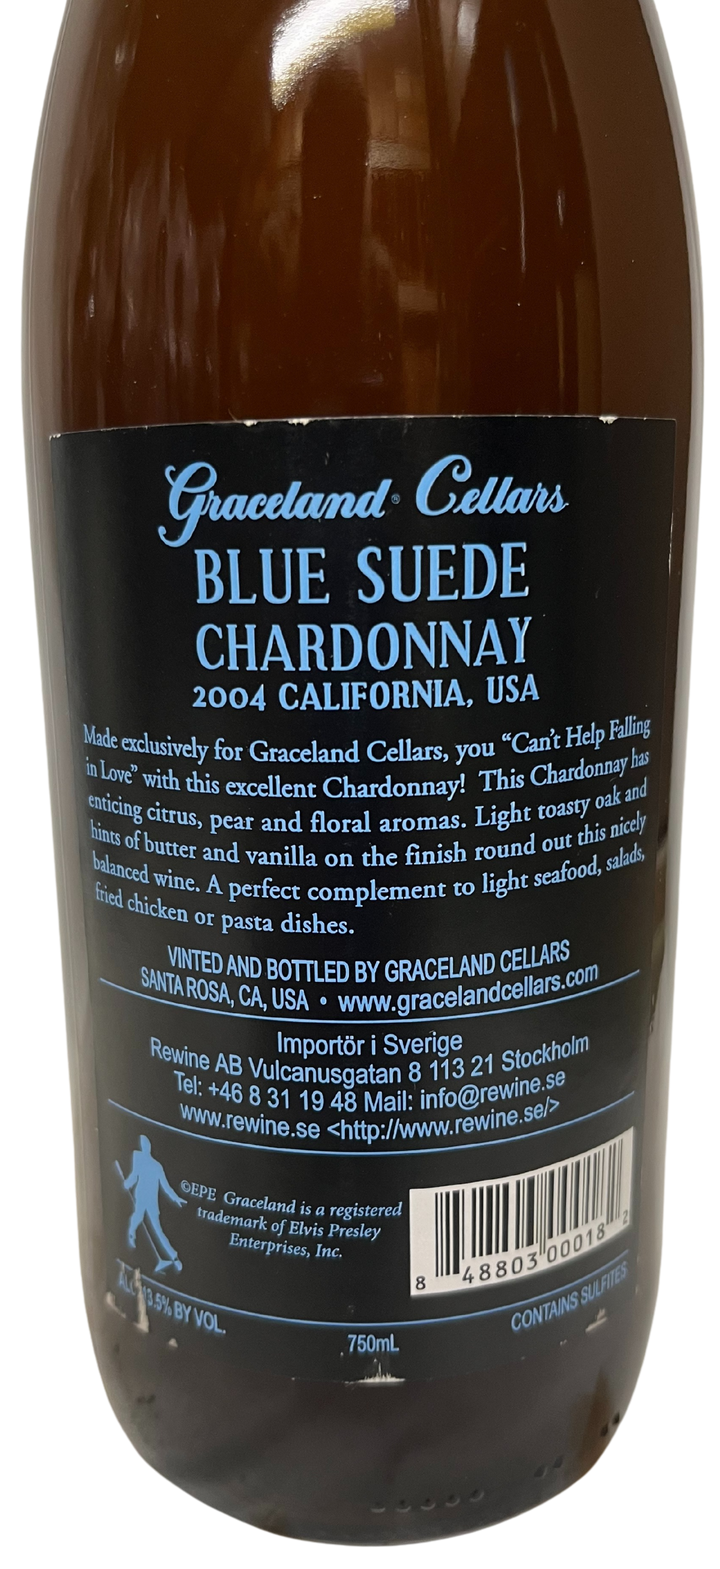 Graceland® Cellars
BLUE SUEDE
CHARDONNAY
2004 CALIFORNIA, USA
Made exclusively for Graceland Cellars, you “Can’t Help Falling
in Love” with this excellent Chardonnay! This Chardonnay has
enticing citrus, pear and floral aromas. Light toasty oak and
hints of butter and vanilla on the finish round out this nicely
balanced wine. A perfect complement to light seafood, salads,
fried chicken or pasta dishes.
VINTED AND BOTTLED BY GRACELAND CELLARS
SANTA ROSA, CA, USA • www.gracelandcellars.com
Importör i Sverige
Rewine AB Vulcanusgatan 8 113 21 Stockholm
Tel: +46 8 31 19 48 Mail: info@rewine.se
www.rewine.se <http://www.rewine.se/>
©EPE Graceland is a registered
trademark of Elvis Presley
Enterprises, Inc.
8 48803 00018 2
13.5% BY VOL.
750mL
CONTAINS SULFITES